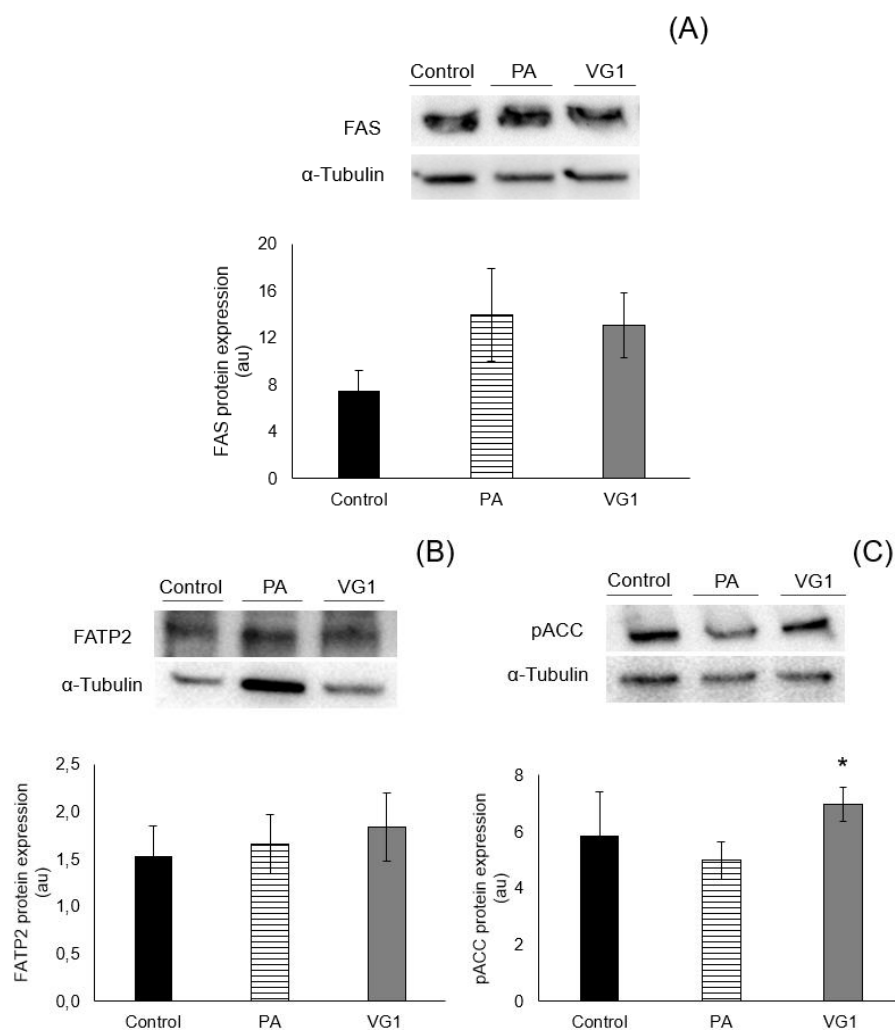 (A)
Control PA VG1
FAS
α-Tubulin
FAS protein expression
(au)
20
16
12
8
4
0
Control PA VG1
(B)
Control PA VG1
FATP2
α-Tubulin
FATP2 protein expression
(au)
2,5
2,0
1,5
1,0
0,5
0,0
Control PA VG1
(C)
Control PA VG1
pACC
α-Tubulin
pACC protein expression
(au)
8
6
4
2
0
*
Control PA VG1